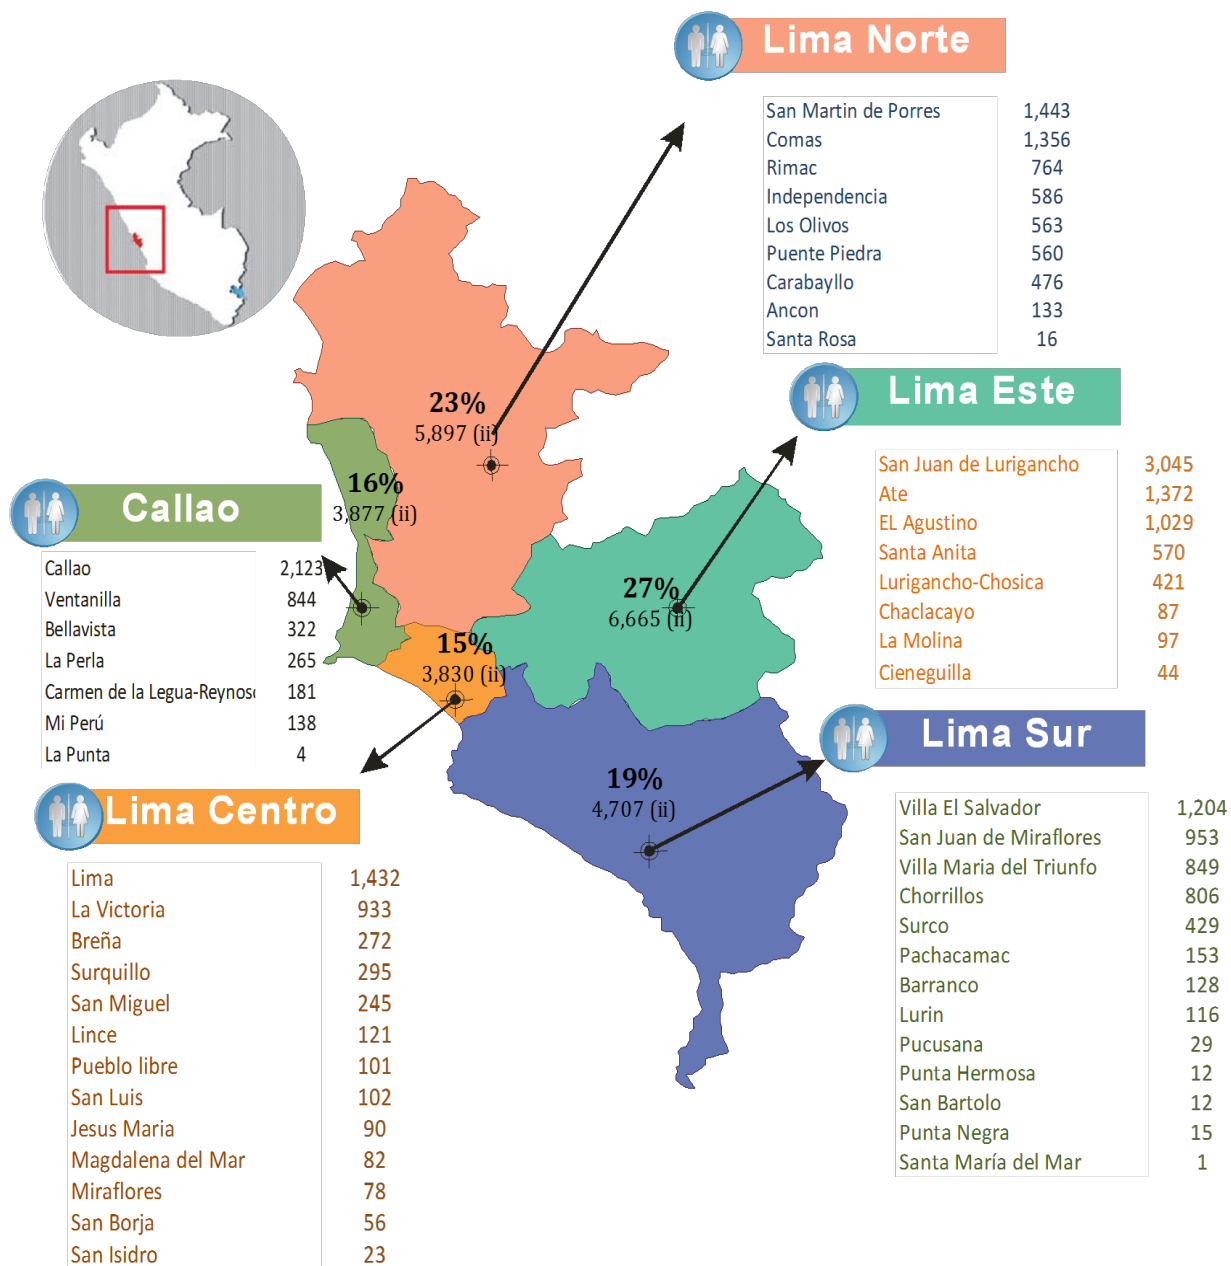 Lima Norte
San Martin de Porres 1,443
Comas 1,356
Rimac 764
Independencia 586
Los Olivos 563
Puente Piedra 560
Carabayllo 476
Ancon 133
Santa Rosa 16
23%
5,897 (ii)
Lima Este
San Juan de Lurigancho 3,045
Ate 1,372
EL Agustino 1,029
Santa Anita 570
Lurigancho-Chosica 421
Chaclacayo 87
La Molina 97
Cieneguilla 44
27%
6,665 (ii)
16%
3,877 (ii)
Callao
Callao 2,123
Ventanilla 844
Bellavista 322
La Perla 265
Carmen de la Legua-Reynoso 181
Mi Perú 138
La Punta 4
15%
3,830 (ii)
Lima Sur
Villa El Salvador 1,204
San Juan de Miraflores 953
Villa Maria del Triunfo 849
Chorrillos 806
Surco 429
Pachacamac 153
Barranco 128
Lurin 116
Pucusana 29
Punta Hermosa 12
San Bartolo 12
Punta Negra 15
Santa María del Mar 1
19%
4,707 (ii)
Lima Centro
Lima 1,432
La Victoria 933
Breña 272
Surquillo 295
San Miguel 245
Lince 121
Pueblo libre 101
San Luis 102
Jesus Maria 90
Magdalena del Mar 82
Miraflores 78
San Borja 56
San Isidro 23